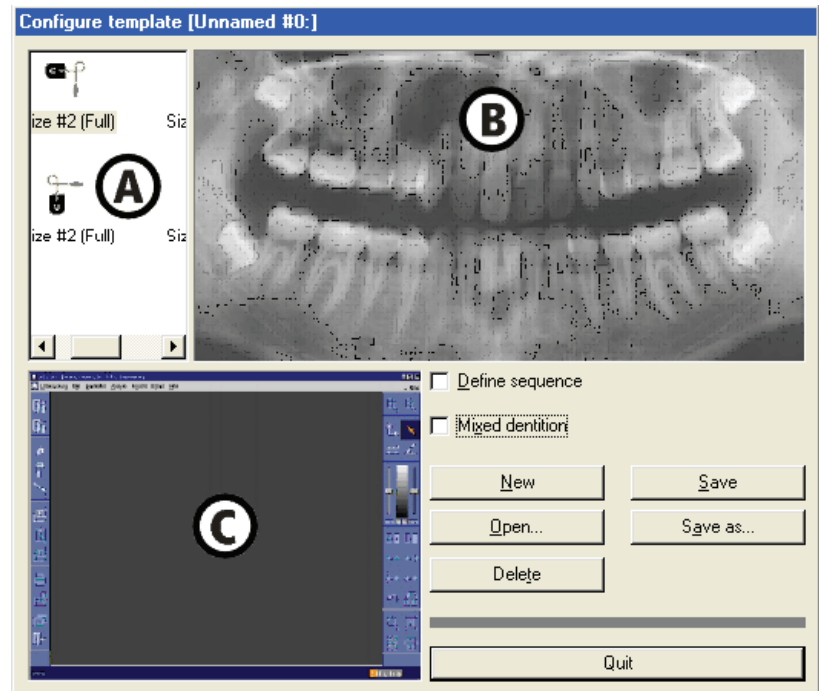 Configure template [Unnamed #0:]
ize #2 (Full) Siz
A
ize #2 (Full) Siz
B
C
Define sequence
Mixed dentition
New Save
Open... Save as...
Delete
Quit